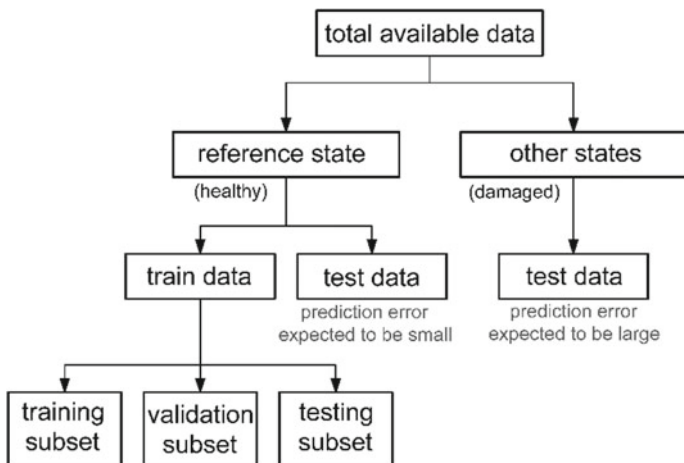 total available data
reference state
other states
(healthy)
(damaged)
train data
test data
test data
prediction error
expected to be small
prediction error
expected to be large
training
subset
validation
subset
testing
subset